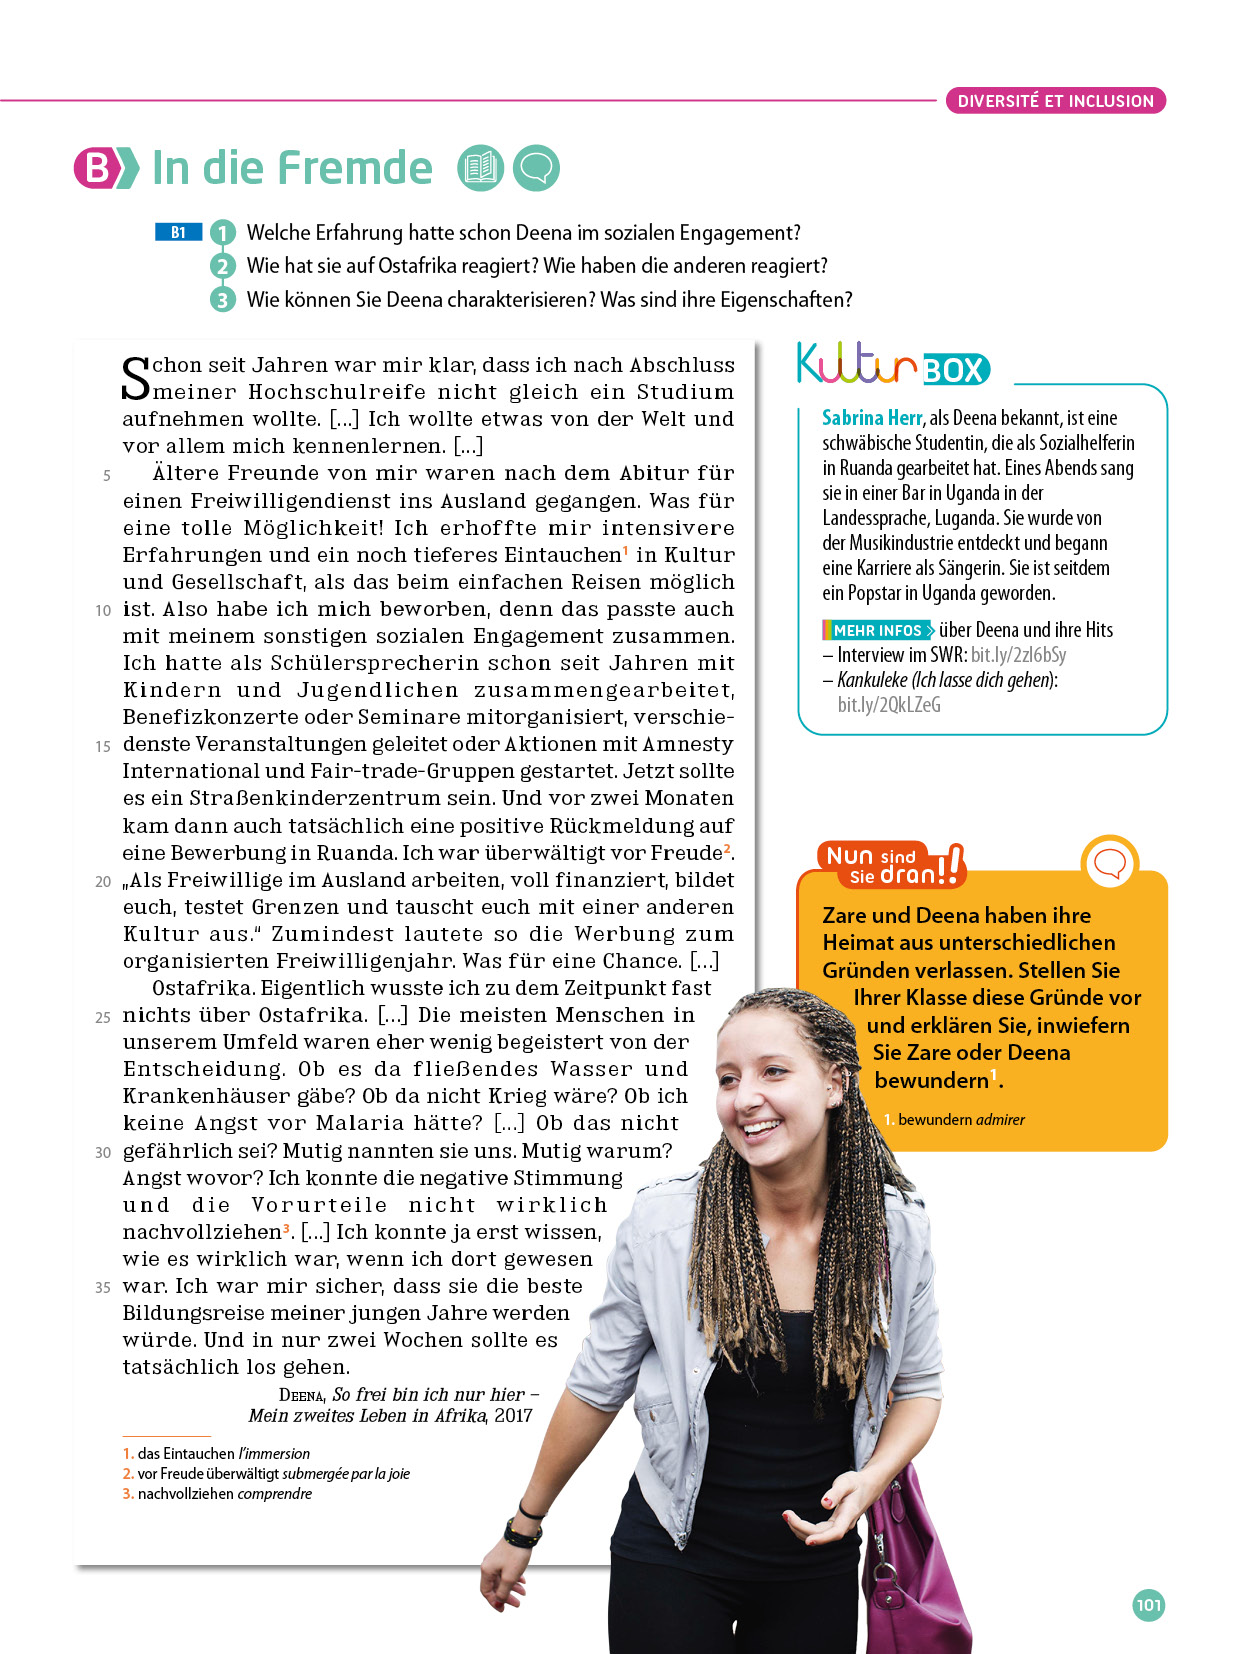 DIVERSITÉ ET INCLUSION
B In die Fremde
B1 1 Welche Erfahrung hatte schon Deena im sozialen Engagement?
2 Wie hat sie auf Ostafrika reagiert? Wie haben die anderen reagiert?
3 Wie können Sie Deena charakterisieren? Was sind ihre Eigenschaften?
Schon seit Jahren war mir klar, dass ich nach Abschluss
meiner Hochschulreife nicht gleich ein Studium
aufnehmen wollte. [...] Ich wollte etwas von der Welt und
vor allem mich kennenlernen. [...]
5 Ältere Freunde von mir waren nach dem Abitur für
einen Freiwilligendienst ins Ausland gegangen. Was für
eine tolle Möglichkeit! Ich erhoffte mir intensivere
Erfahrungen und ein noch tieferes Eintauchen1 in Kultur
und Gesellschaft, als das beim einfachen Reisen möglich
10 ist. Also habe ich mich beworben, denn das passte auch
mit meinem sonstigen sozialen Engagement zusammen.
Ich hatte als Schülersprecherin schon seit Jahren mit
Kindern und Jugendlichen zusammengearbeitet,
Benefizkonzerte oder Seminare mitorganisiert, verschie-
15 denste Veranstaltungen geleitet oder Aktionen mit Amnesty
International und Fair-trade-Gruppen gestartet. Jetzt sollte
es ein Straßenkinderzentrum sein. Und vor zwei Monaten
kam dann auch tatsächlich eine positive Rückmeldung auf
eine Bewerbung in Ruanda. Ich war überwältigt vor Freude2.
20 „Als Freiwillige im Ausland arbeiten, voll finanziert, bildet
euch, testet Grenzen und tauscht euch mit einer anderen
Kultur aus.“ Zumindest lautete so die Werbung zum
organisierten Freiwilligenjahr. Was für eine Chance. [...]
Ostafrika. Eigentlich wusste ich zu dem Zeitpunkt fast
25 nichts über Ostafrika. [...] Die meisten Menschen in
unserem Umfeld waren eher wenig begeistert von der
Entscheidung. Ob es da fließendes Wasser und
Krankenhäuser gäbe? Ob da nicht Krieg wäre? Ob ich
keine Angst vor Malaria hätte? [...] Ob das nicht
30 gefährlich sei? Mutig nannten sie uns. Mutig warum?
Angst wovor? Ich konnte die negative Stimmung
und die Vorurteile nicht wirklich
nachvollziehen3. [...] Ich konnte ja erst wissen,
wie es wirklich war, wenn ich dort gewesen
35 war. Ich war mir sicher, dass sie die beste
Bildungsreise meiner jungen Jahre werden
würde. Und in nur zwei Wochen sollte es
tatsächlich los gehen.
DEENA, So frei bin ich nur hier –
Mein zweites Leben in Afrika, 2017
1. das Eintauchen l’immersion
2. vor Freude überwältigt submergée par la joie
3. nachvollziehen comprendre
Kultur BOX
Sabrina Herr, als Deena bekannt, ist eine
schwäbische Studentin, die als Sozialhelferin
in Ruanda gearbeitet hat. Eines Abends sang
sie in einer Bar in Uganda in der
Landessprache, Luganda. Sie wurde von
der Musikindustrie entdeckt und begann
eine Karriere als Sängerin. Sie ist seitdem
ein Popstar in Uganda geworden.
MEHR INFOS über Deena und ihre Hits
– Interview im SWR: bit.ly/2zl6bSy
– Kankuleke (Ich lasse dich gehen):
bit.ly/2QkLZeG
Nun sind
Sie dran!!
Zare und Deena haben ihre
Heimat aus unterschiedlichen
Gründen verlassen. Stellen Sie
Ihrer Klasse diese Gründe vor
und erklären Sie, inwiefern
Sie Zare oder Deena
bewundern1.
1. bewundern admirer
101